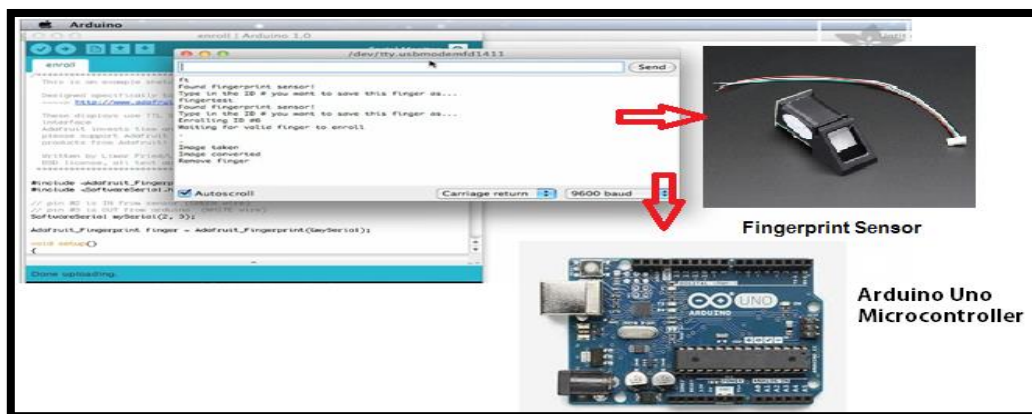 Arduino
enroll | Arduino 1.0
/dev/tty.usbmodemfd1411
Send
enroll
ft
Found fingerprint sensor!
Type in the ID # you want to save this finger as...
fingertest
Found fingerprint sensor!
Type in the ID # you want to save this finger as...
Enrolling ID #6
Waiting for valid finger to enroll
.
.
Image taken
Image converted
Remove finger
Autoscroll
Carriage return
9600 baud
This is an example
Designed specifically
These displays use TTL
interface
Adafruit invests time
please support Adafruit
products from Adafruit!
Written by Limor Fried
BSD license, all text
#include <Adafruit_Fingerp
#include <SoftwareSerial.h
// pin #2 is IN from sensor (GREEN wire)
// pin #3 is OUT from arduino (WHITE wire)
SoftwareSerial mySerial(2, 3);
Adafruit_Fingerprint finger = Adafruit_Fingerprint(&mySerial);
void setup()
{
Done uploading.
Fingerprint Sensor
UNO
ARDUINO
Arduino Uno
Microcontroller